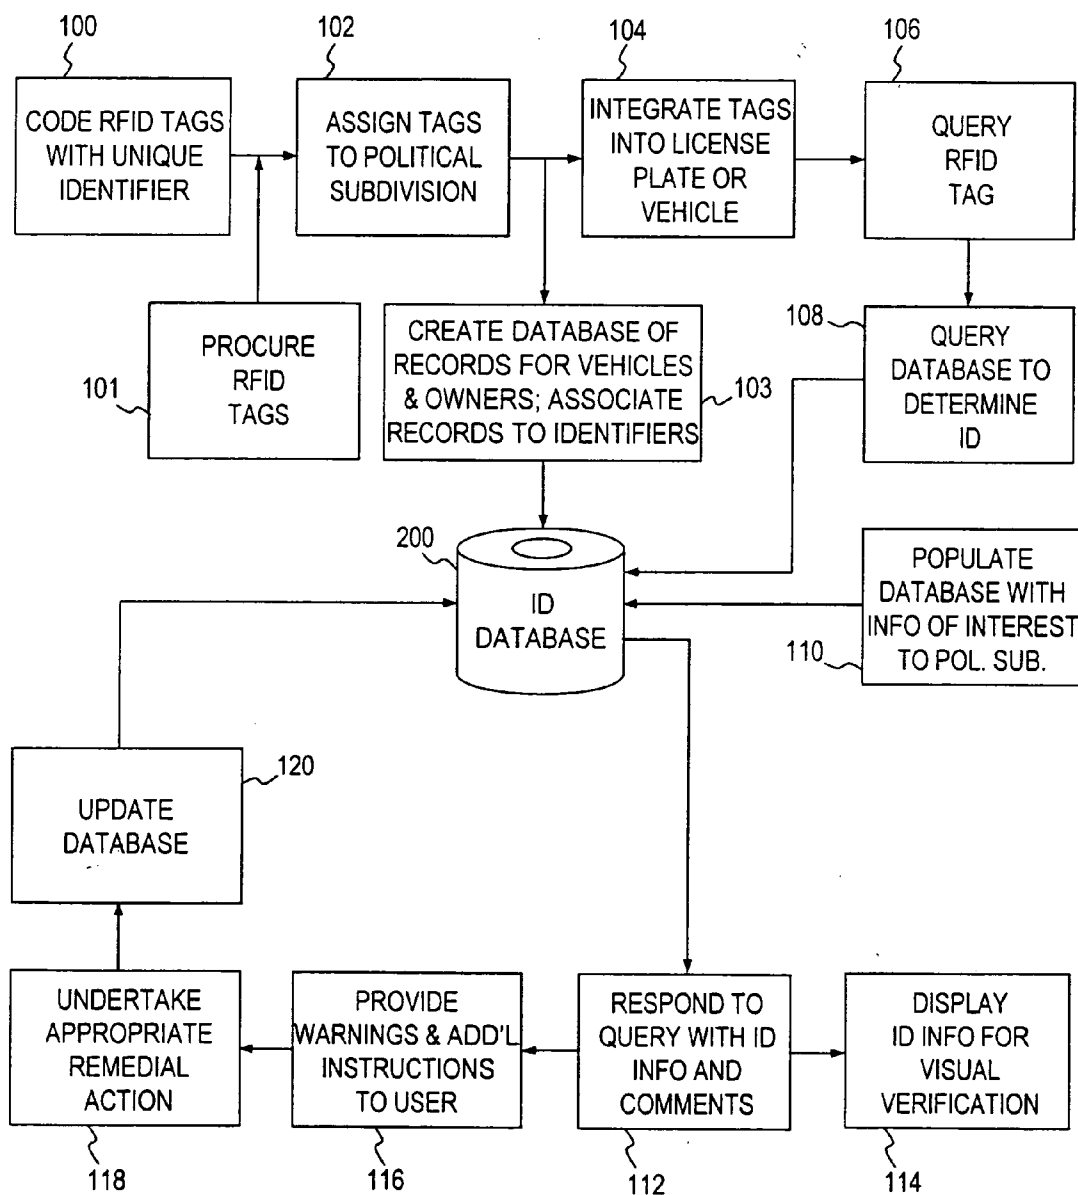 100
102
104
106
CODE RFID TAGS
WITH UNIQUE
IDENTIFIER
ASSIGN TAGS
TO POLITICAL
SUBDIVISION
INTEGRATE TAGS
INTO LICENSE
PLATE OR
VEHICLE
QUERY
RFID
TAG
101
PROCURE
RFID
TAGS
CREATE DATABASE OF
RECORDS FOR VEHICLES
& OWNERS; ASSOCIATE
RECORDS TO IDENTIFIERS
103
108
QUERY
DATABASE TO
DETERMINE
ID
200
ID
DATABASE
POPULATE
DATABASE WITH
INFO OF INTEREST
TO POL. SUB.
110
120
UPDATE
DATABASE
UNDERTAKE
APPROPRIATE
REMEDIAL
ACTION
PROVIDE
WARNINGS & ADD'L
INSTRUCTIONS
TO USER
RESPOND TO
QUERY WITH ID
INFO AND
COMMENTS
DISPLAY
ID INFO FOR
VISUAL
VERIFICATION
118
116
112
114